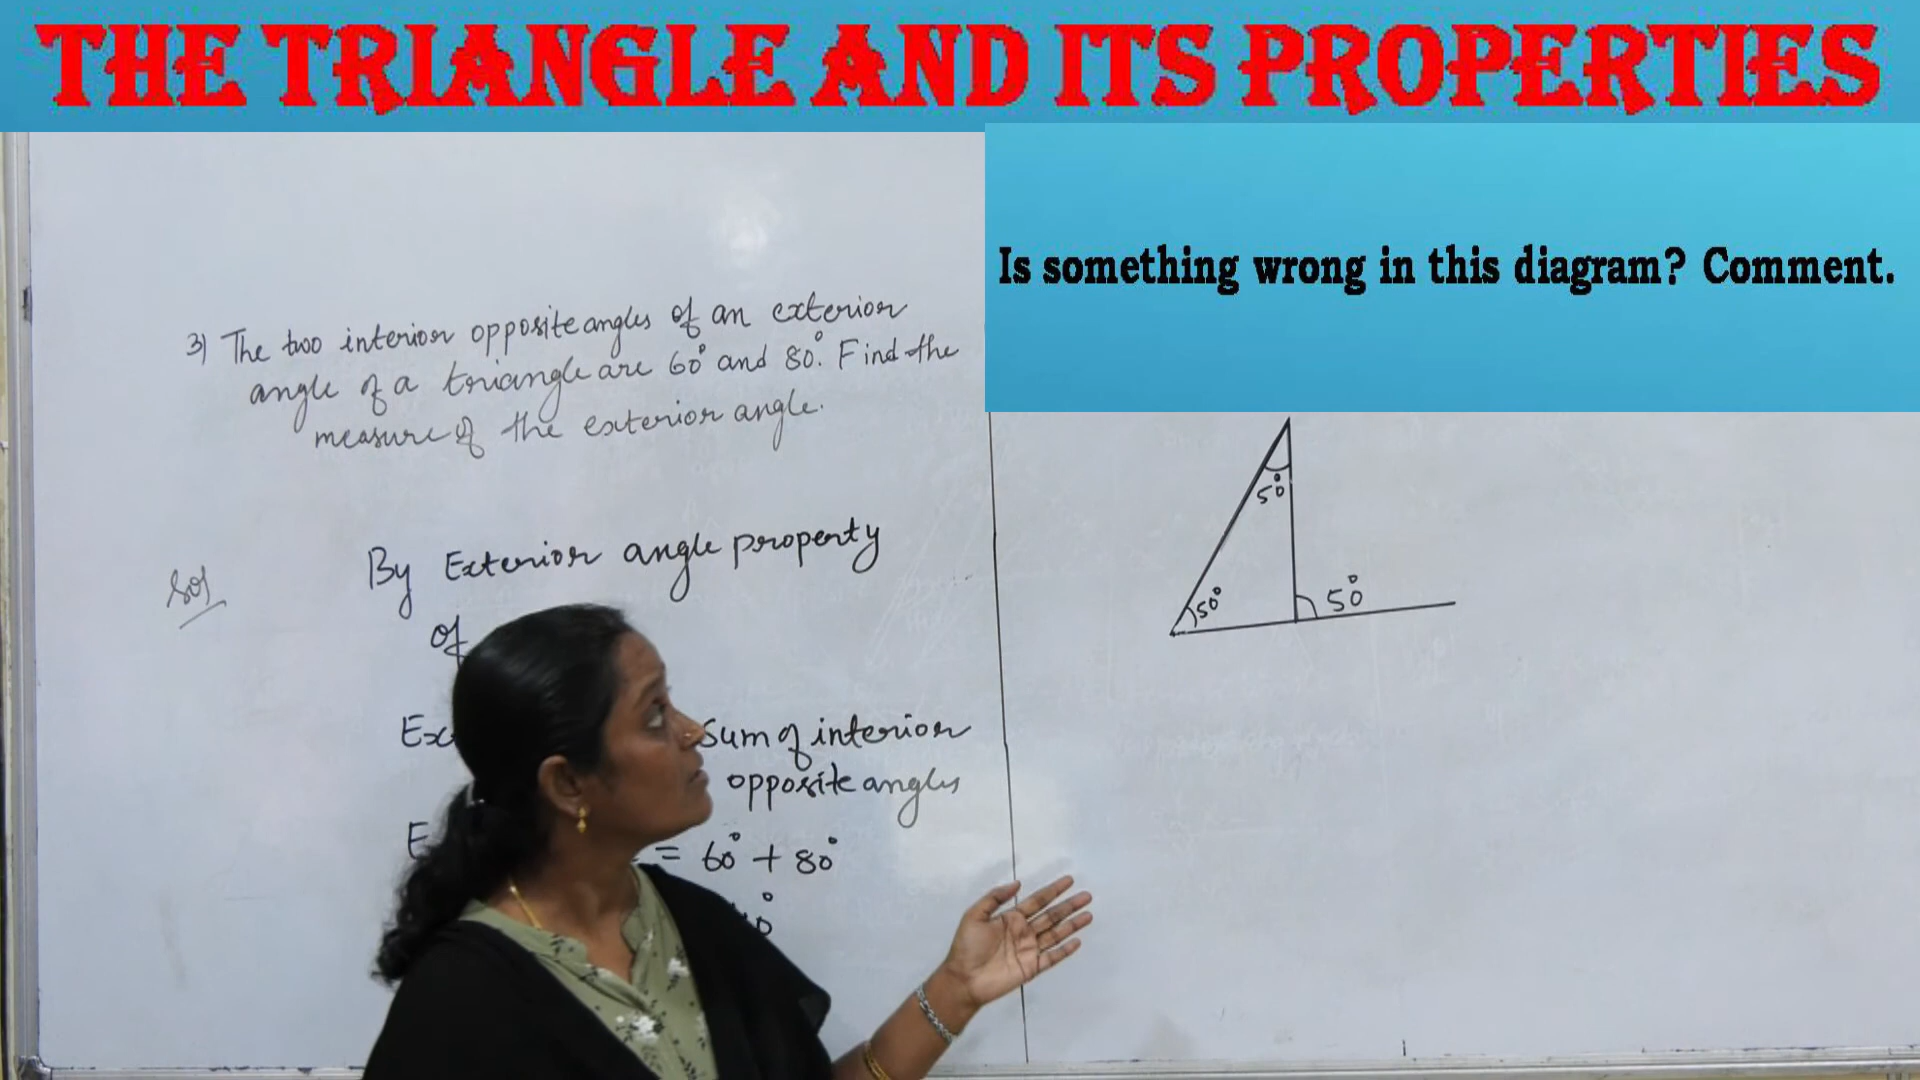 THE TRIANGLE AND ITS PROPERTIES
Is something wrong in this diagram? Comment.
3) The two interior opposite angles of an exterior
angle of a triangle are 60° and 80°. Find the
measure of the exterior angle.
Sol
By Exterior angle property
of
sum of interior
opposite angles
= 60° + 80°
50°
50°
50°